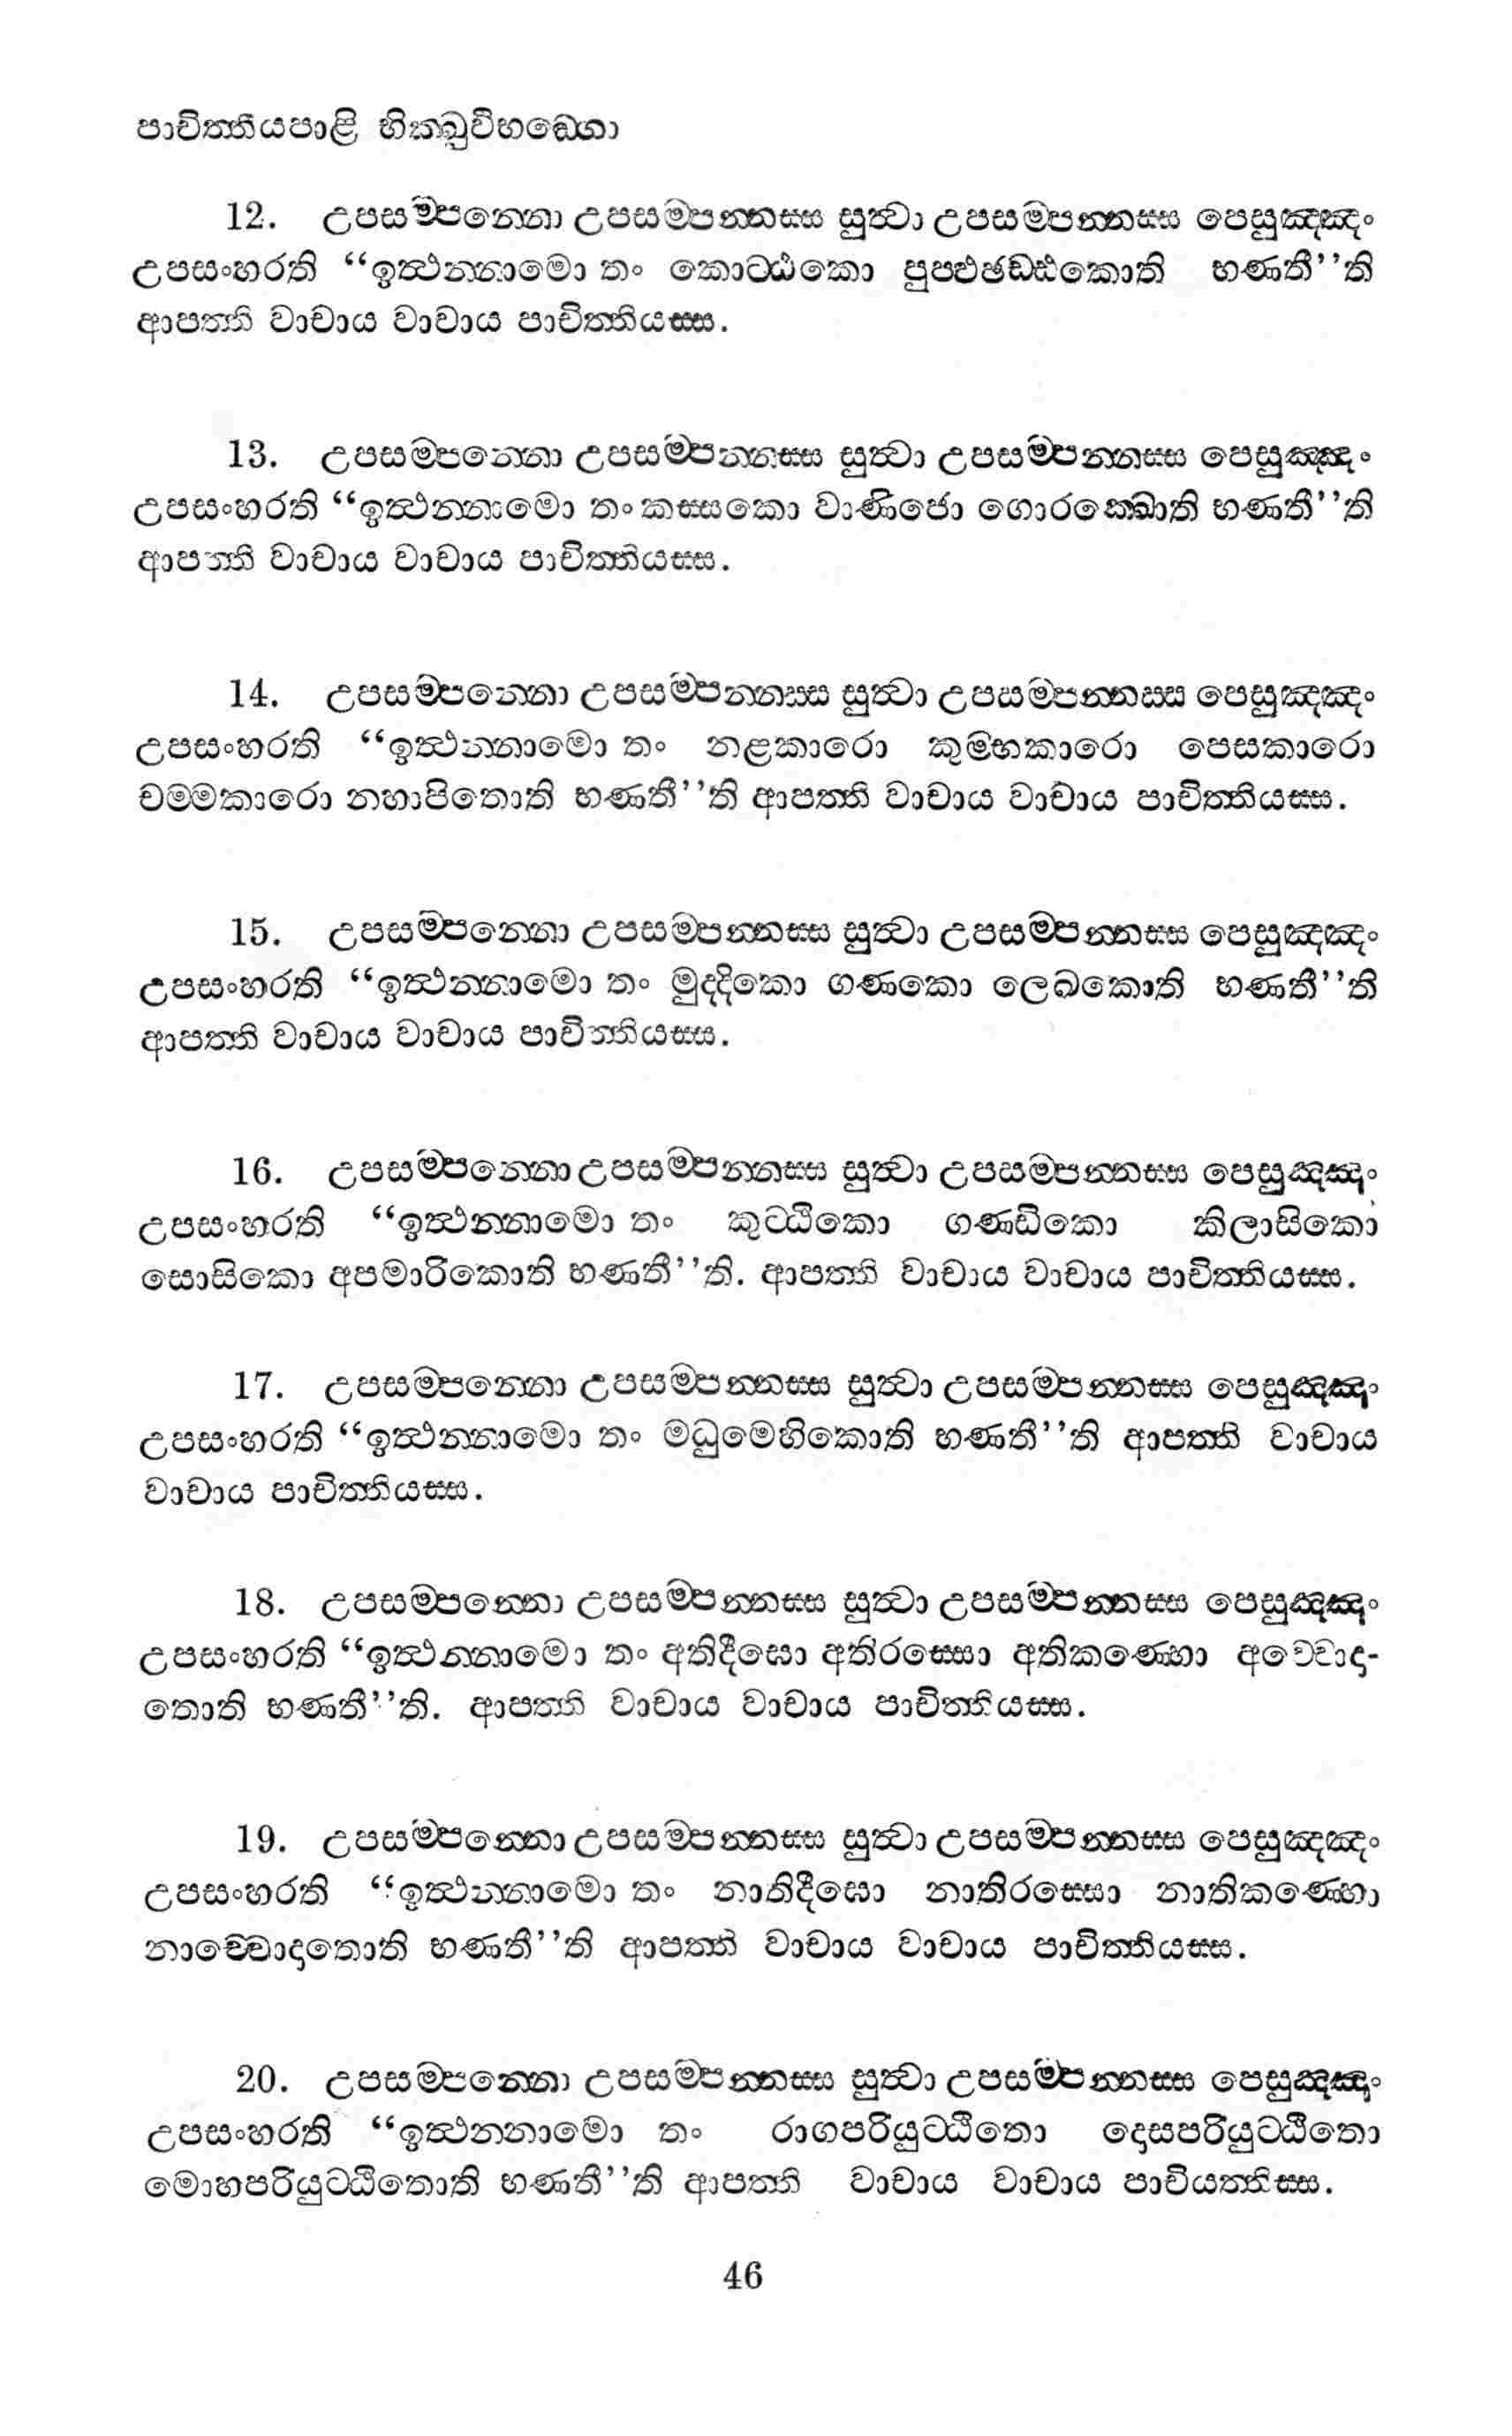 පාචිත්තියපාළි භික්ඛුවිභඞ්ගො
12. උපසම්පන්නො උපසම්පන්නස්ස සුත්වා උපසම්පන්නස්ස පෙසුඤ්ඤං
උපසංහරති “ඉත්ථන්නාමො තං කොට්ඨකො පුප්ඵඡඩ්ඪකොති භණතී”ති
ආපත්ති වාචාය වාචාය පාචිත්තියස්ස.
13. උපසම්පන්නො උපසම්පන්නස්ස සුත්වා උපසම්පන්නස්ස පෙසුඤ්ඤං
උපසංහරති “ඉත්ථන්නාමො තං කස්සකො වාණිජො ගොරක්ඛොති භණතී”ති
ආපත්ති වාචාය වාචාය පාචිත්තියස්ස.
14. උපසම්පන්නො උපසම්පන්නස්ස සුත්වා උපසම්පන්නස්ස පෙසුඤ්ඤං
උපසංහරති “ඉත්ථන්නාමො තං නළකාරො කුම්භකාරො පෙසකාරො
චම්මකාරො නහාපිතොති භණතී”ති ආපත්ති වාචාය වාචාය පාචිත්තියස්ස.
15. උපසම්පන්නො උපසම්පන්නස්ස සුත්වා උපසම්පන්නස්ස පෙසුඤ්ඤං
උපසංහරති “ඉත්ථන්නාමො තං මුද්දිකො ගණකො ලෙඛකොති භණතී”ති
ආපත්ති වාචාය වාචාය පාචිත්තියස්ස.
16. උපසම්පන්නො උපසම්පන්නස්ස සුත්වා උපසම්පන්නස්ස පෙසුඤ්ඤං
උපසංහරති “ඉත්ථන්නාමො තං කුට්ඨිකො ගණ්ඩිකො කිලාසිකො
සොසිකො අපමාරිකොති භණතී”ති. ආපත්ති වාචාය වාචාය පාචිත්තියස්ස.
17. උපසම්පන්නො උපසම්පන්නස්ස සුත්වා උපසම්පන්නස්ස පෙසුඤ්ඤං
උපසංහරති “ඉත්ථන්නාමො තං මධුමෙහිකොති භණතී”ති ආපත්ති වාචාය
වාචාය පාචිත්තියස්ස.
18. උපසම්පන්නො උපසම්පන්නස්ස සුත්වා උපසම්පන්නස්ස පෙසුඤ්ඤං
උපසංහරති “ඉත්ථන්නාමො තං අතිදීඝො අතිරස්සො අතිකණ්හො අච්චොදා-
තොති භණතී”ති. ආපත්ති වාචාය වාචාය පාචිත්තියස්ස.
19. උපසම්පන්නො උපසම්පන්නස්ස සුත්වා උපසම්පන්නස්ස පෙසුඤ්ඤං
උපසංහරති “ඉත්ථන්නාමො තං නාතිදීඝො නාතිරස්සො නාතිකණ්හො
නාච්චොදාතොති භණතී”ති ආපත්ති වාචාය වාචාය පාචිත්තියස්ස.
20. උපසම්පන්නො උපසම්පන්නස්ස සුත්වා උපසම්පන්නස්ස පෙසුඤ්ඤං
උපසංහරති “ඉත්ථනනාමො තං රාගපරියුට්ඨිතො දොසපරියුට්ඨිතො
මොහපරියුට්ඨිතොති භණතී”ති ආපත්ති වාචාය වාචාය පාචියත්තිස්ස.
46